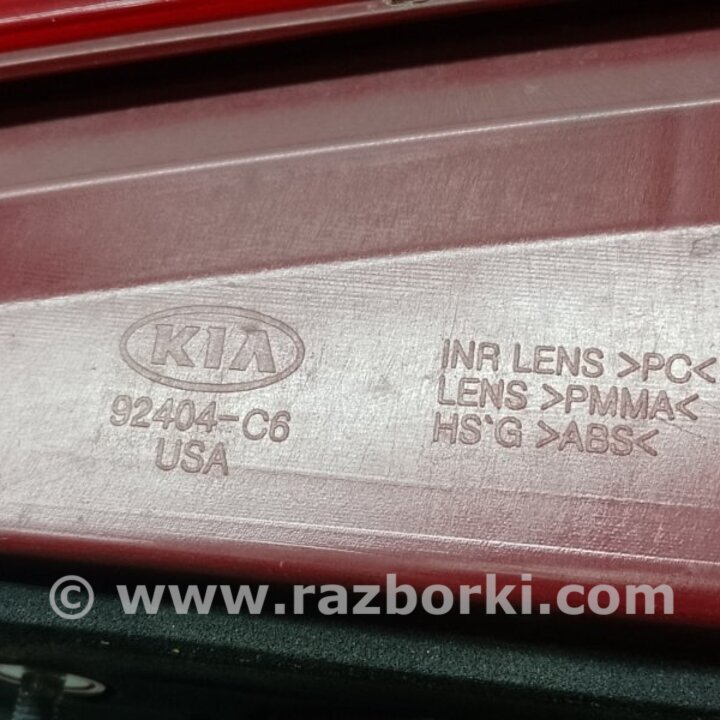 KIA
92404-C6
USA
INR LENS >PC<
LENS >PMMA<
HS'G >ABS<
© www.razborki.com